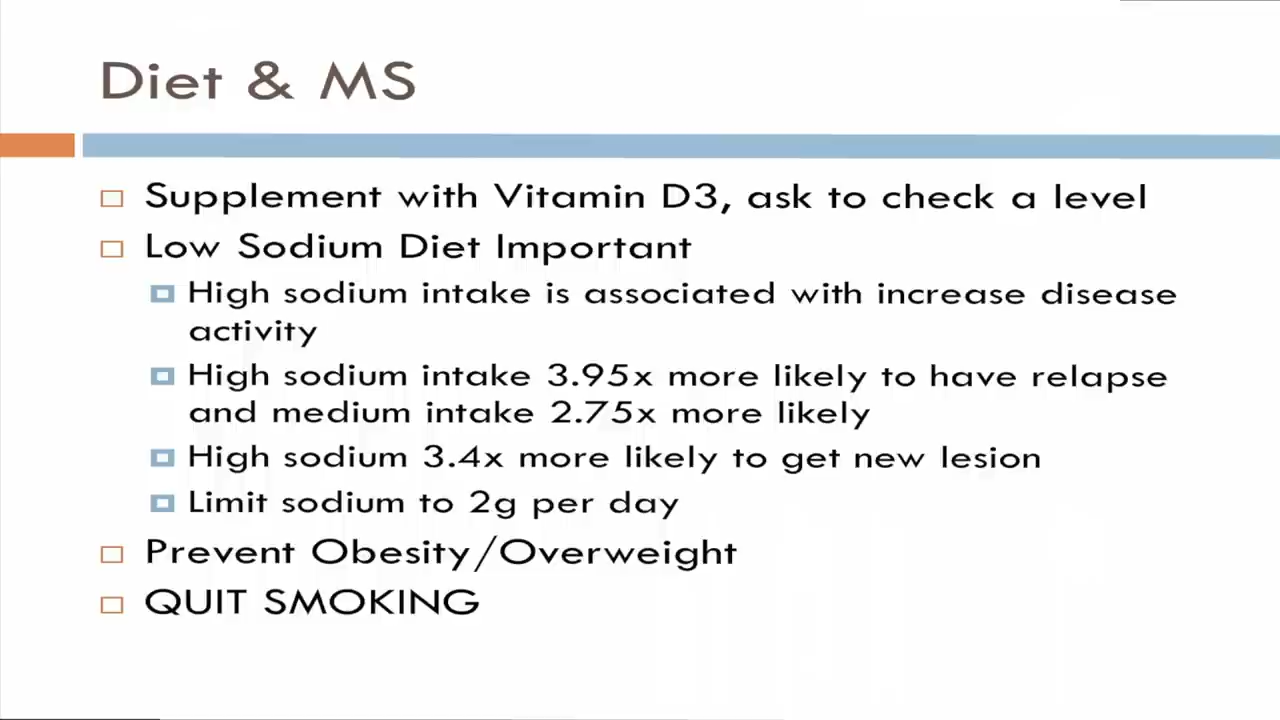 Diet & MS
Supplement with Vitamin D3, ask to check a level
Low Sodium Diet Important
High sodium intake is associated with increase disease
activity
High sodium intake 3.95x more likely to have relapse
and medium intake 2.75x more likely
High sodium 3.4x more likely to get new lesion
Limit sodium to 2g per day
Prevent Obesity/Overweight
QUIT SMOKING